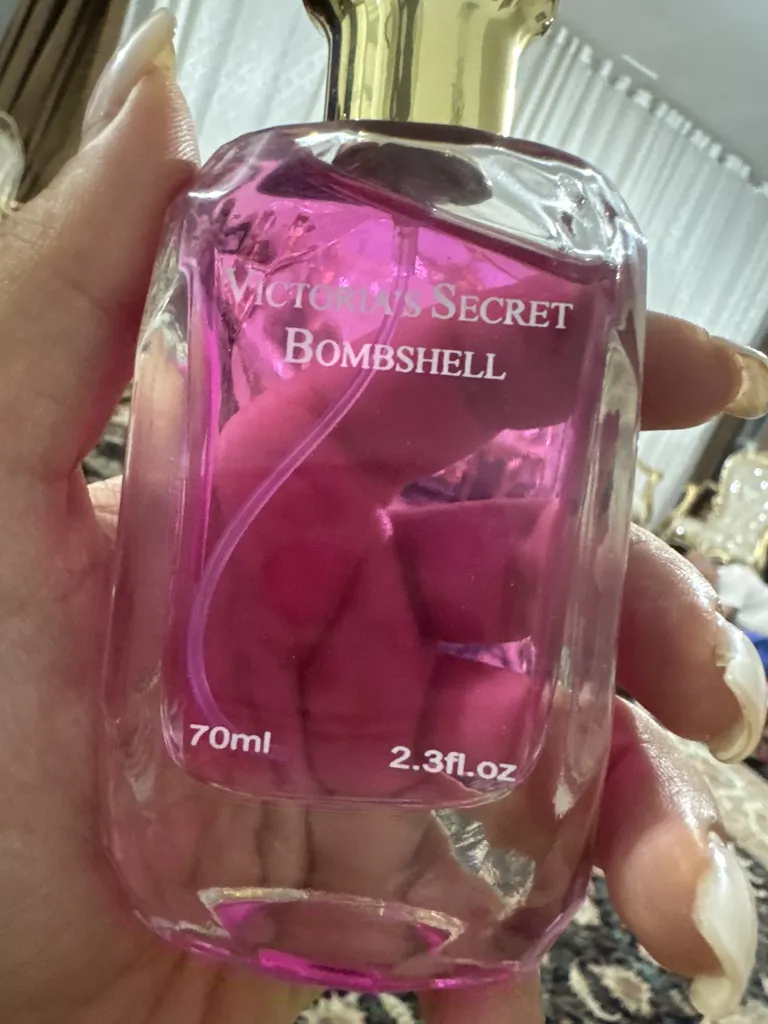 VICTORIA'S SECRET
BOMBSHELL
70ml
2.3fl.oz